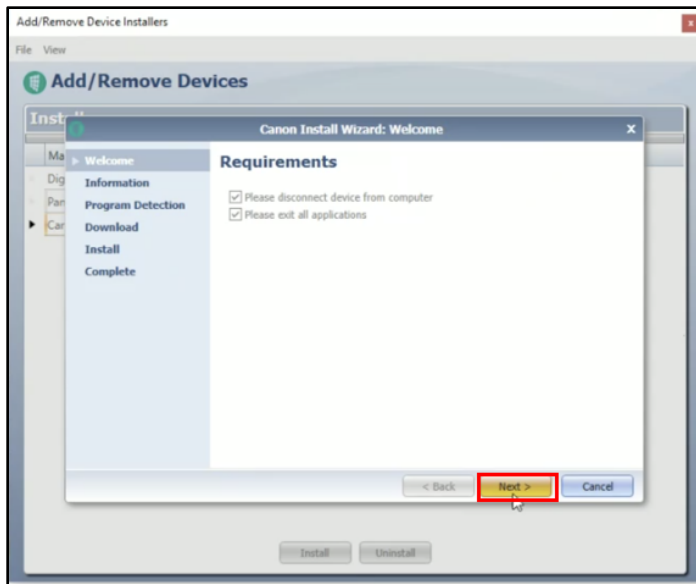 Add/Remove Device Installers
File View
Add/Remove Devices
Canon Install Wizard: Welcome
x
Welcome
Information
Program Detection
Download
Install
Complete
Requirements
Please disconnect device from computer
Please exit all applications
< Back Next > Cancel
Install Uninstall